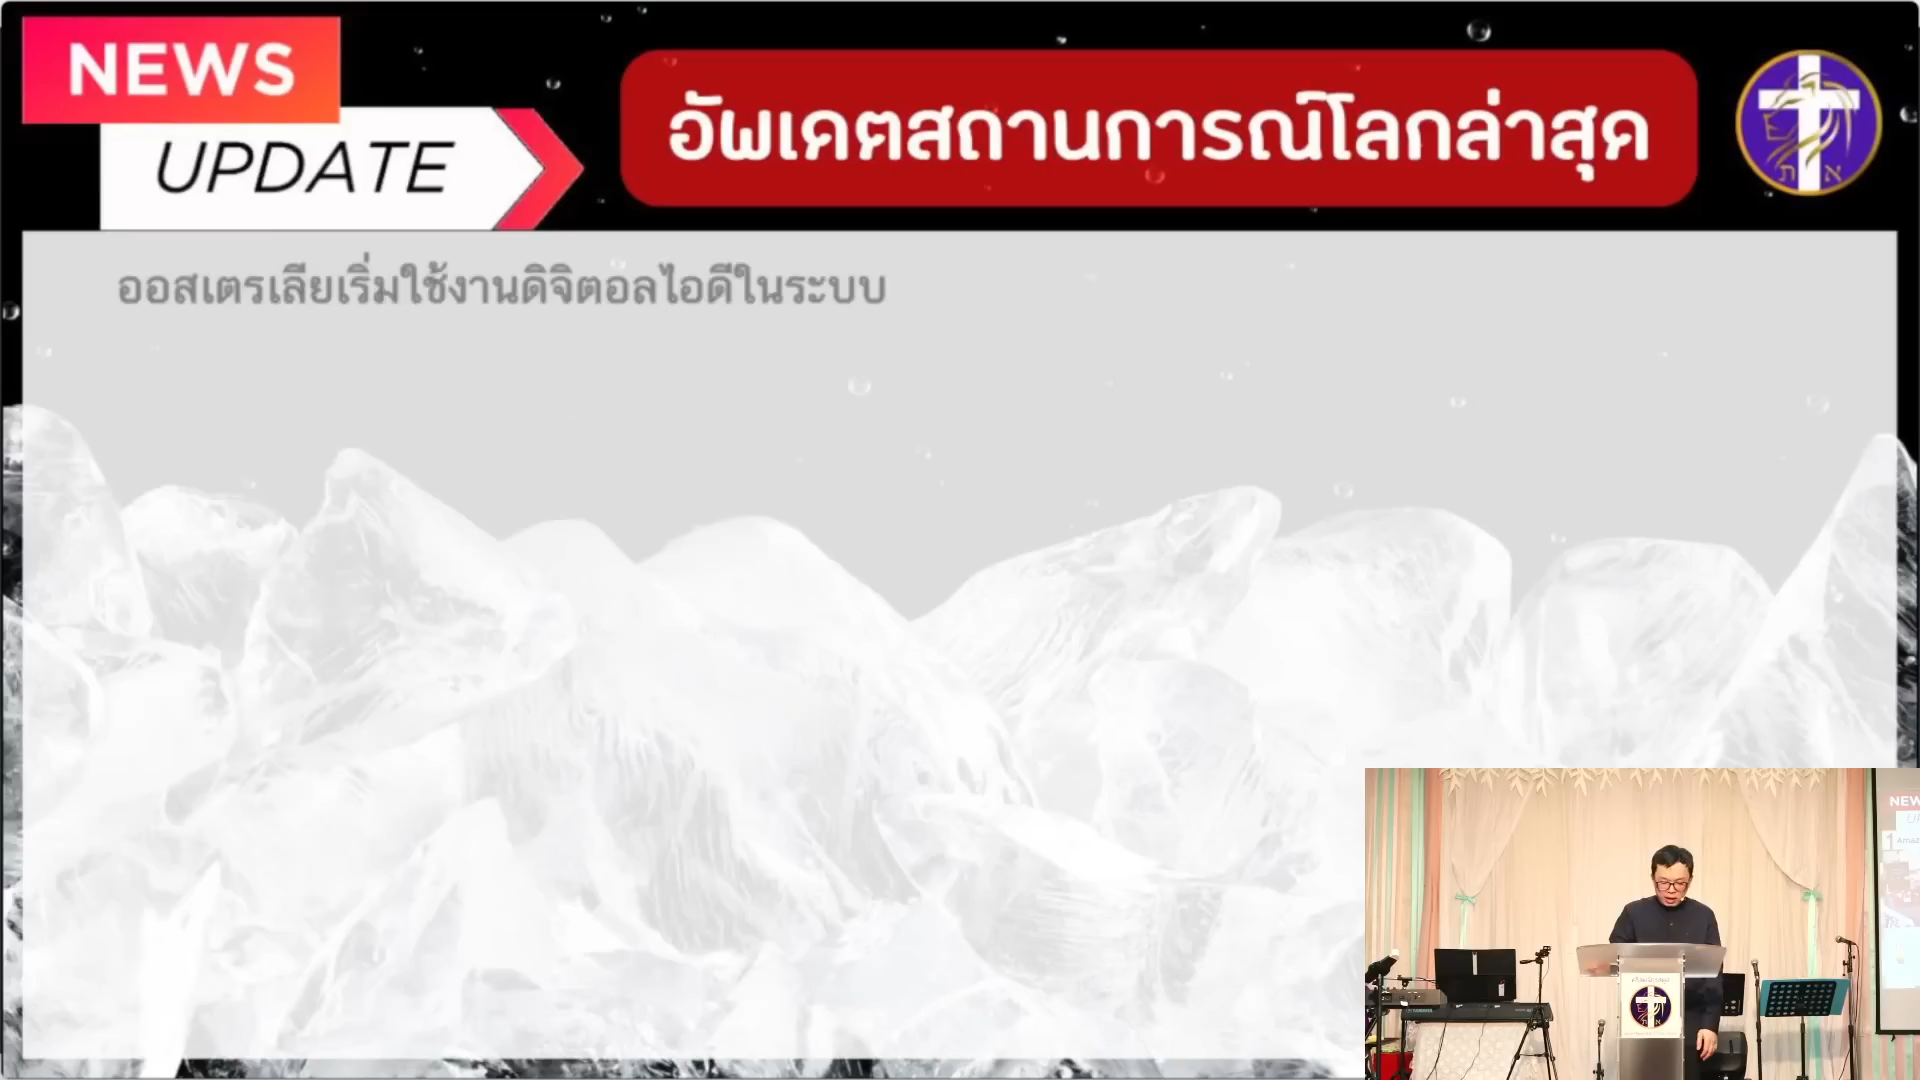 NEWS
UPDATE
อัพเดตสถานการณ์โลกล่าสุด
ת א
ออสเตรเลียเริ่มใช้งานดิจิตอลไอดีในระบบ
NEW